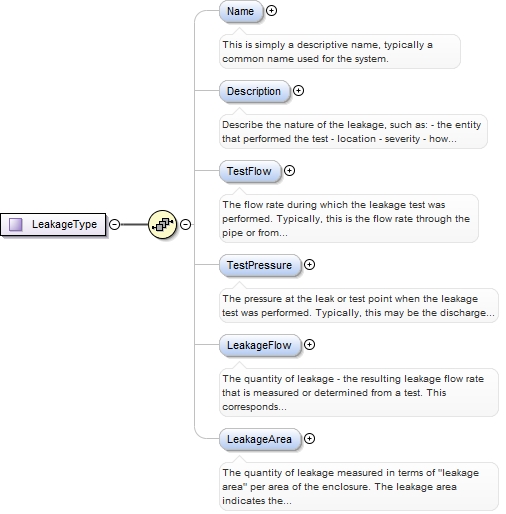 Name
This is simply a descriptive name, typically a
common name used for the system.
Description
Describe the nature of the leakage, such as: - the entity
that performed the test - location - severity - how...
TestFlow
The flow rate during which the leakage test was
performed. Typically, this is the flow rate through the
pipe or from...
LeakageType
TestPressure
The pressure at the leak or test point when the leakage
test was performed. Typically, this may be the discharge...
LeakageFlow
The quantity of leakage - the resulting leakage flow rate
that is measured or determined from a test. This
corresponds...
LeakageArea
The quantity of leakage measured in terms of "leakage
area" per area of the enclosure. The leakage area
indicates the...